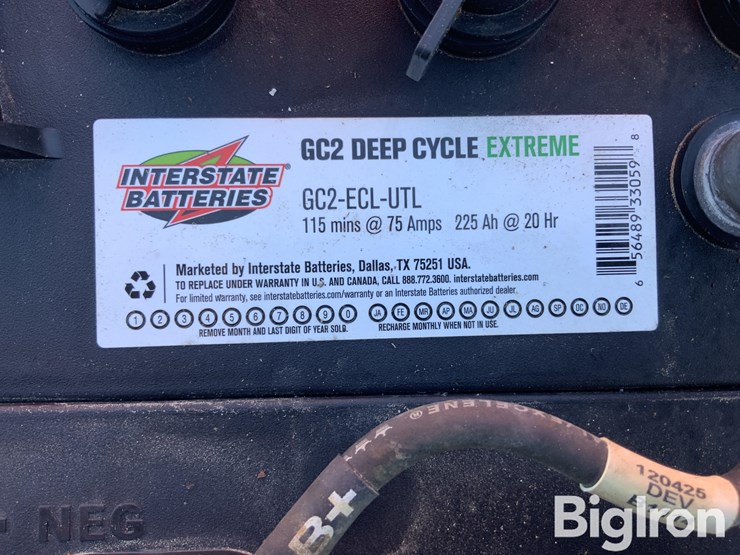 INTERSTATE
BATTERIES®
GC2 DEEP CYCLE EXTREME
GC2-ECL-UTL
115 mins @ 75 Amps 225 Ah @ 20 Hr
Marketed by Interstate Batteries, Dallas, TX 75251 USA.
TO REPLACE UNDER WARRANTY IN U.S. AND CANADA, CALL 888.772.3600. interstatebatteries.com
For limited warranty, see interstatebatteries.com/warranty or an Interstate Batteries authorized dealer.
1 2 3 4 5 6 7 8 9 0 JA FE MR AP MA JU JL AG SP OC NO DE
REMOVE MONTH AND LAST DIGIT OF YEAR SOLD. RECHARGE MONTHLY WHEN NOT IN USE.
6 56489 33059 8
B+
120425
DEV
NEG
BigIron